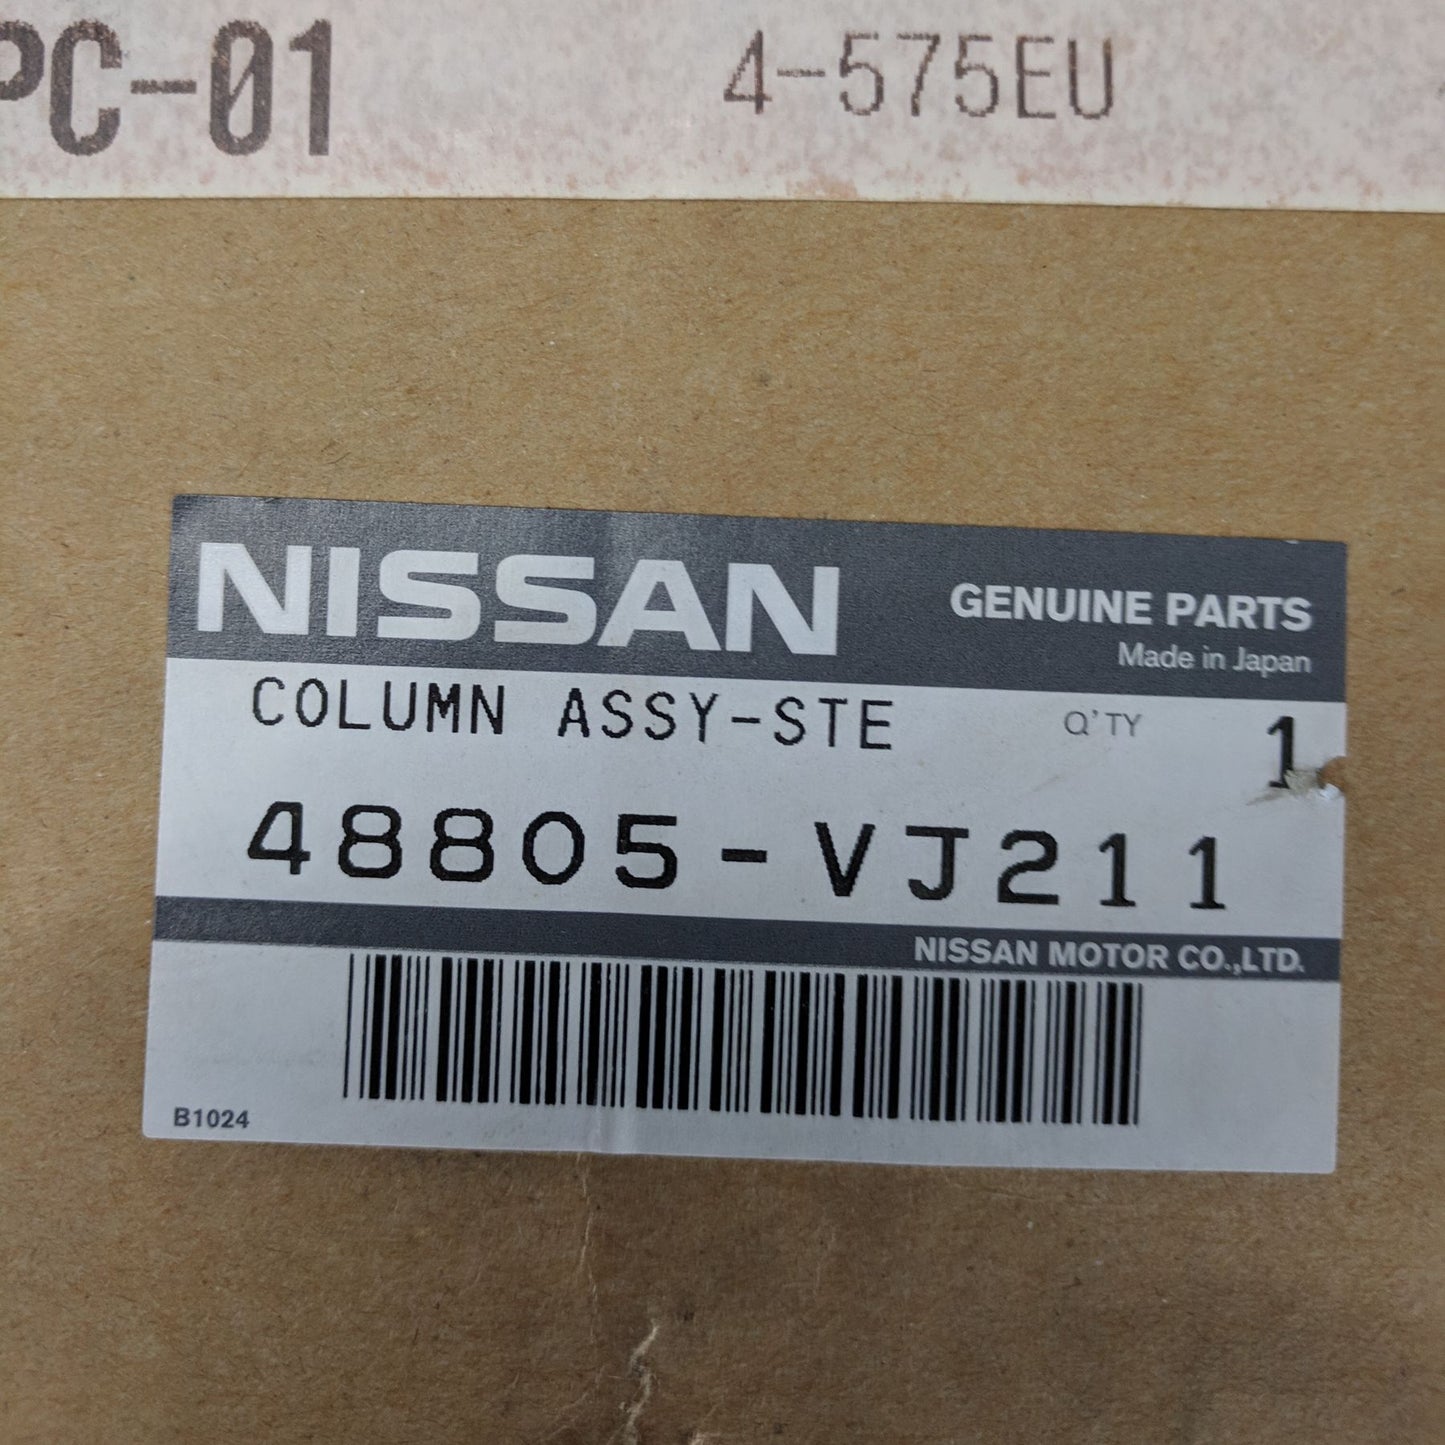 PC-01 4-575EU
NISSAN GENUINE PARTS
Made in Japan
COLUMN ASSY-STE Q'TY 1
48805-VJ211
NISSAN MOTOR CO.,LTD.
B1024